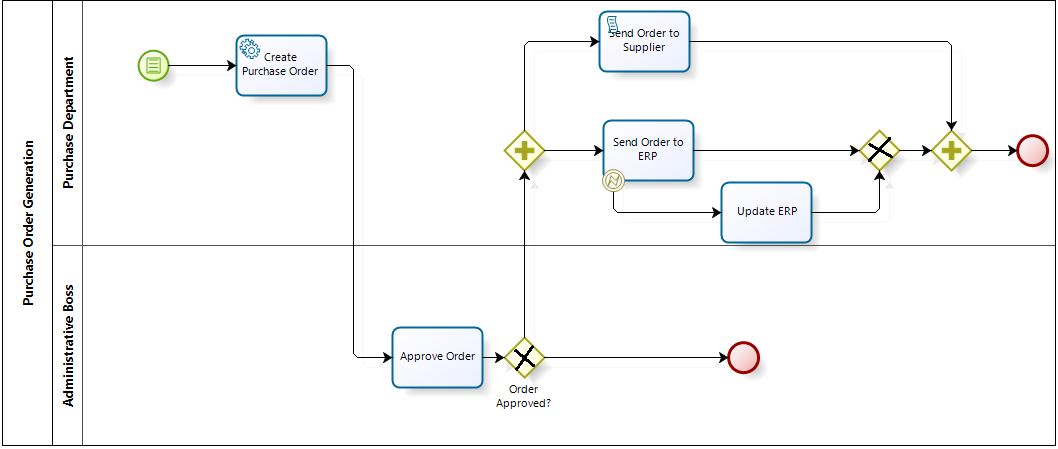 Purchase Order Generation
Purchase Department
Create
Purchase Order
Send Order to
Supplier
Send Order to
ERP
Update ERP
Administrative Boss
Approve Order
Order
Approved?